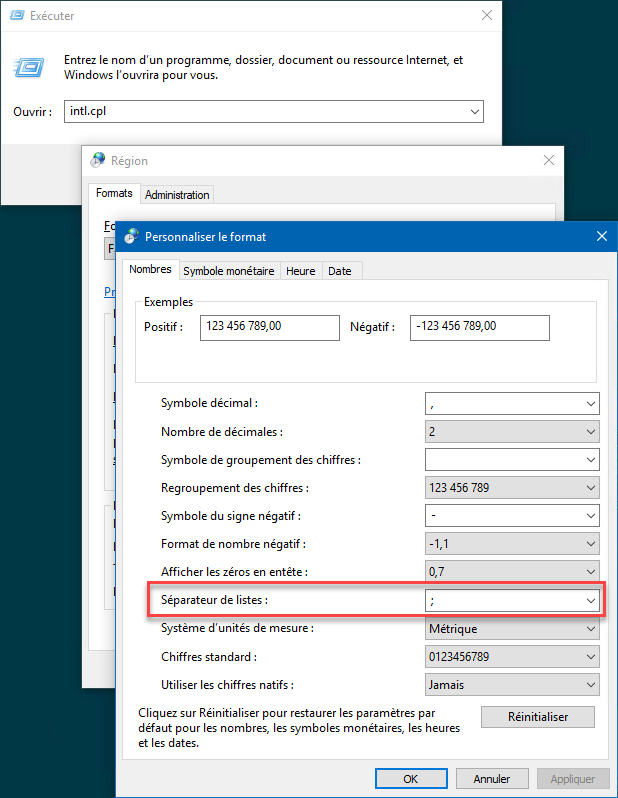 Exécuter
Entrez le nom d'un programme, dossier, document ou ressource Internet, et
Windows l'ouvrira pour vous.
Ouvrir : intl.cpl
Région
Formats Administration
Personnaliser le format
Nombres Symbole monétaire Heure Date
Exemples
Positif : 123 456 789,00 Négatif : -123 456 789,00
Symbole décimal : ,
Nombre de décimales : 2
Symbole de groupement des chiffres :
Regroupement des chiffres : 123 456 789
Symbole du signe négatif : -
Format de nombre négatif : -1,1
Afficher les zéros en entête : 0,7
Séparateur de listes : ;
Système d'unités de mesure : Métrique
Chiffres standard : 0123456789
Utiliser les chiffres natifs : Jamais
Cliquez sur Réinitialiser pour restaurer les paramètres par
défaut pour les nombres, les symboles monétaires, les heures
et les dates.
Réinitialiser
OK Annuler Appliquer